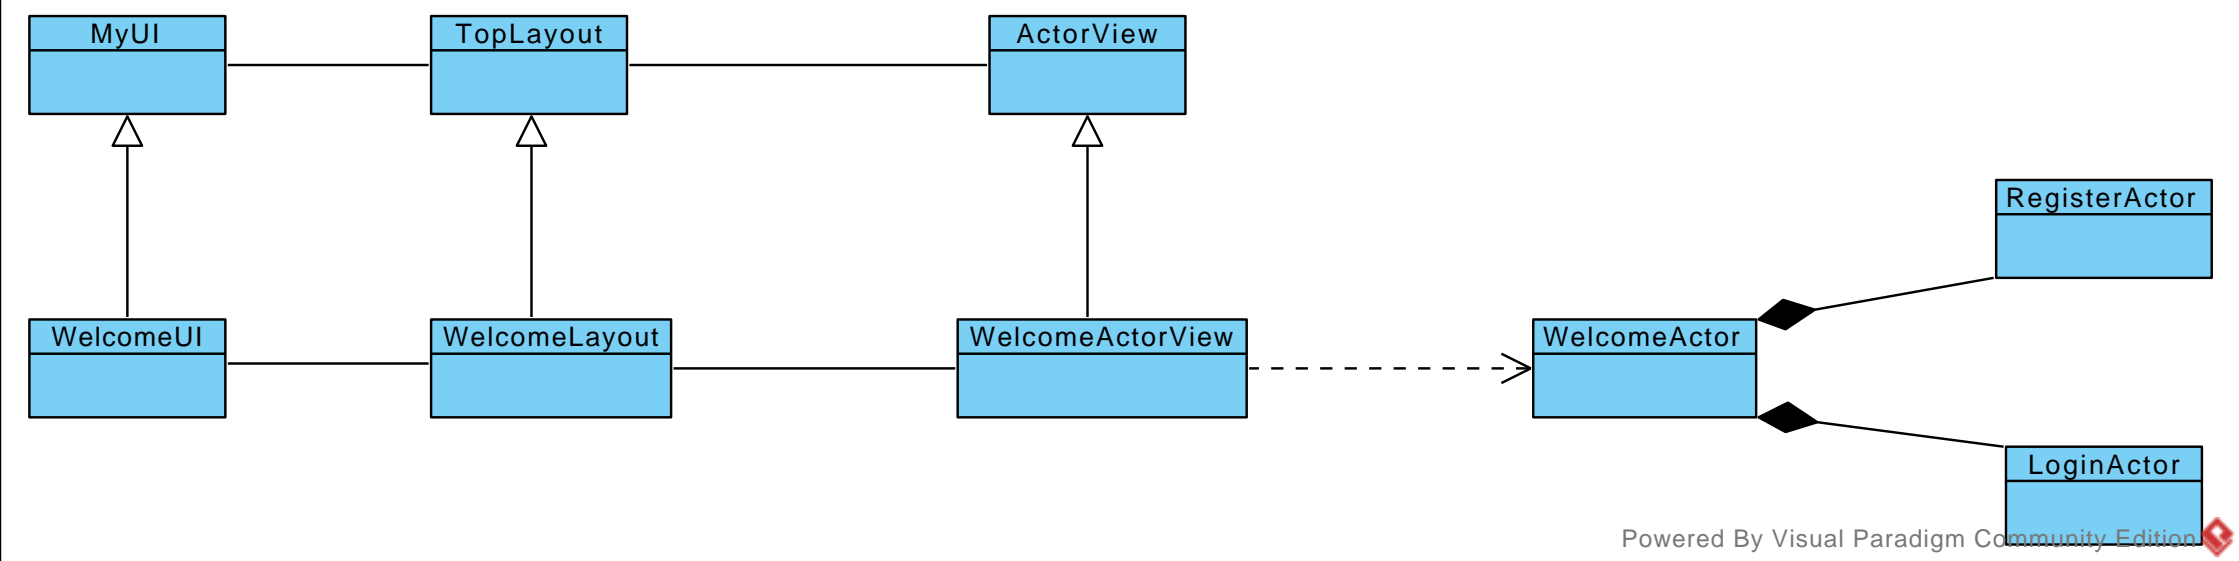 MyUI
TopLayout
ActorView
RegisterActor
WelcomeUI
WelcomeLayout
WelcomeActorView
WelcomeActor
LoginActor
Powered By Visual Paradigm Community Edition